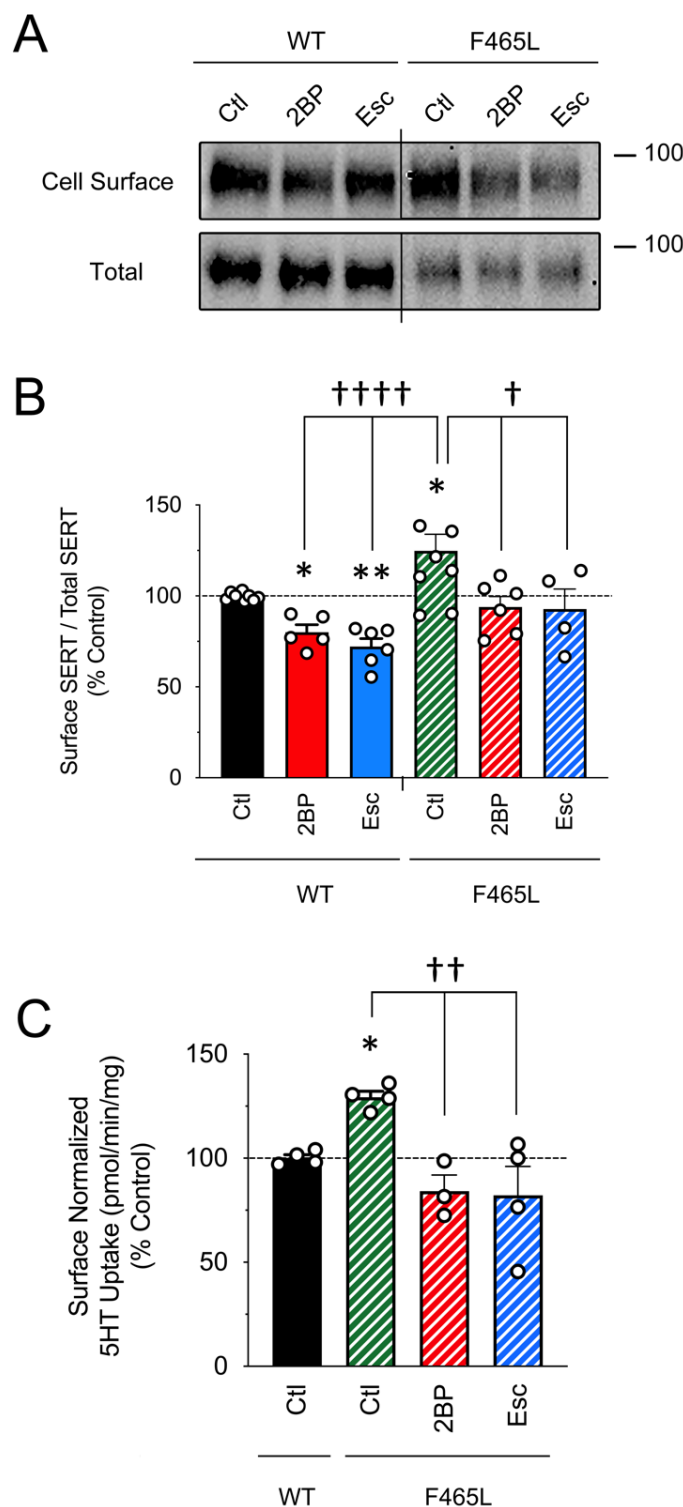 A
WT F465L
Ctl 2BP Esc Ctl 2BP Esc
Cell Surface 100
Total 100
B
†††† †
Surface SERT / Total SERT
(% Control)
150
100
50
0
* ** *
Ctl 2BP Esc Ctl 2BP Esc
WT F465L
C
††
Surface Normalized
5HT Uptake (pmol/min/mg)
(% Control)
150
100
50
0
*
Ctl Ctl 2BP Esc
WT F465L